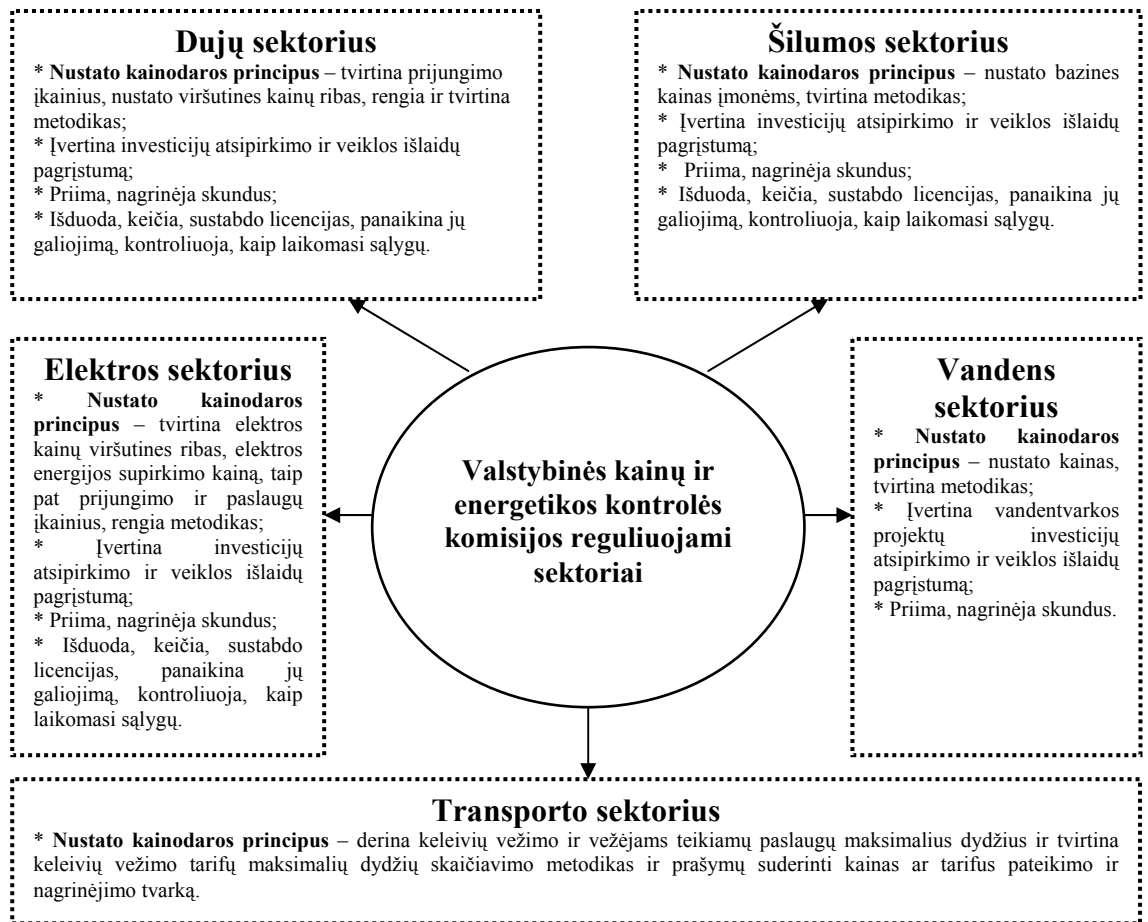 Dujų sektorius
* Nustato kainodaros principus – tvirtina prijungimo
įkainius, nustato viršutines kainų ribas, rengia ir tvirtina
metodikas;
* Įvertina investicijų atsipirkimo ir veiklos išlaidų
pagrįstumą;
* Priima, nagrinėja skundus;
* Išduoda, keičia, sustabdo licencijas, panaikina jų
galiojimą, kontroliuoja, kaip laikomasi sąlygų.
Šilumos sektorius
* Nustato kainodaros principus – nustato bazines
kainas įmonėms, tvirtina metodikas;
* Įvertina investicijų atsipirkimo ir veiklos išlaidų
pagrįstumą;
* Priima, nagrinėja skundus;
* Išduoda, keičia, sustabdo licencijas, panaikina jų
galiojimą, kontroliuoja, kaip laikomasi sąlygų.
Elektros sektorius
* Nustato kainodaros
principus – tvirtina elektros
kainų viršutines ribas, elektros
energijos supirkimo kainą, taip
pat prijungimo ir paslaugų
įkainius, rengia metodikas;
* Įvertina investicijų
atsipirkimo ir veiklos išlaidų
pagrįstumą;
* Priima, nagrinėja skundus;
* Išduoda, keičia, sustabdo
licencijas, panaikina jų
galiojimą, kontroliuoja, kaip
laikomasi sąlygų.
Valstybinės kainų ir
energetikos kontrolės
komisijos reguliuojami
sektoriai
Vandens
sektorius
* Nustato kainodaros
principus – nustato kainas,
tvirtina metodikas;
* Įvertina vandentvarkos
projektų investicijų
atsipirkimo ir veiklos išlaidų
pagrįstumą;
* Priima, nagrinėja skundus.
Transporto sektorius
* Nustato kainodaros principus – derina keleivių vežimo ir vežėjams teikiamų paslaugų maksimalius dydžius ir tvirtina
keleivių vežimo tarifų maksimalių dydžių skaičiavimo metodikas ir prašymų suderinti kainas ar tarifus pateikimo ir
nagrinėjimo tvarką.